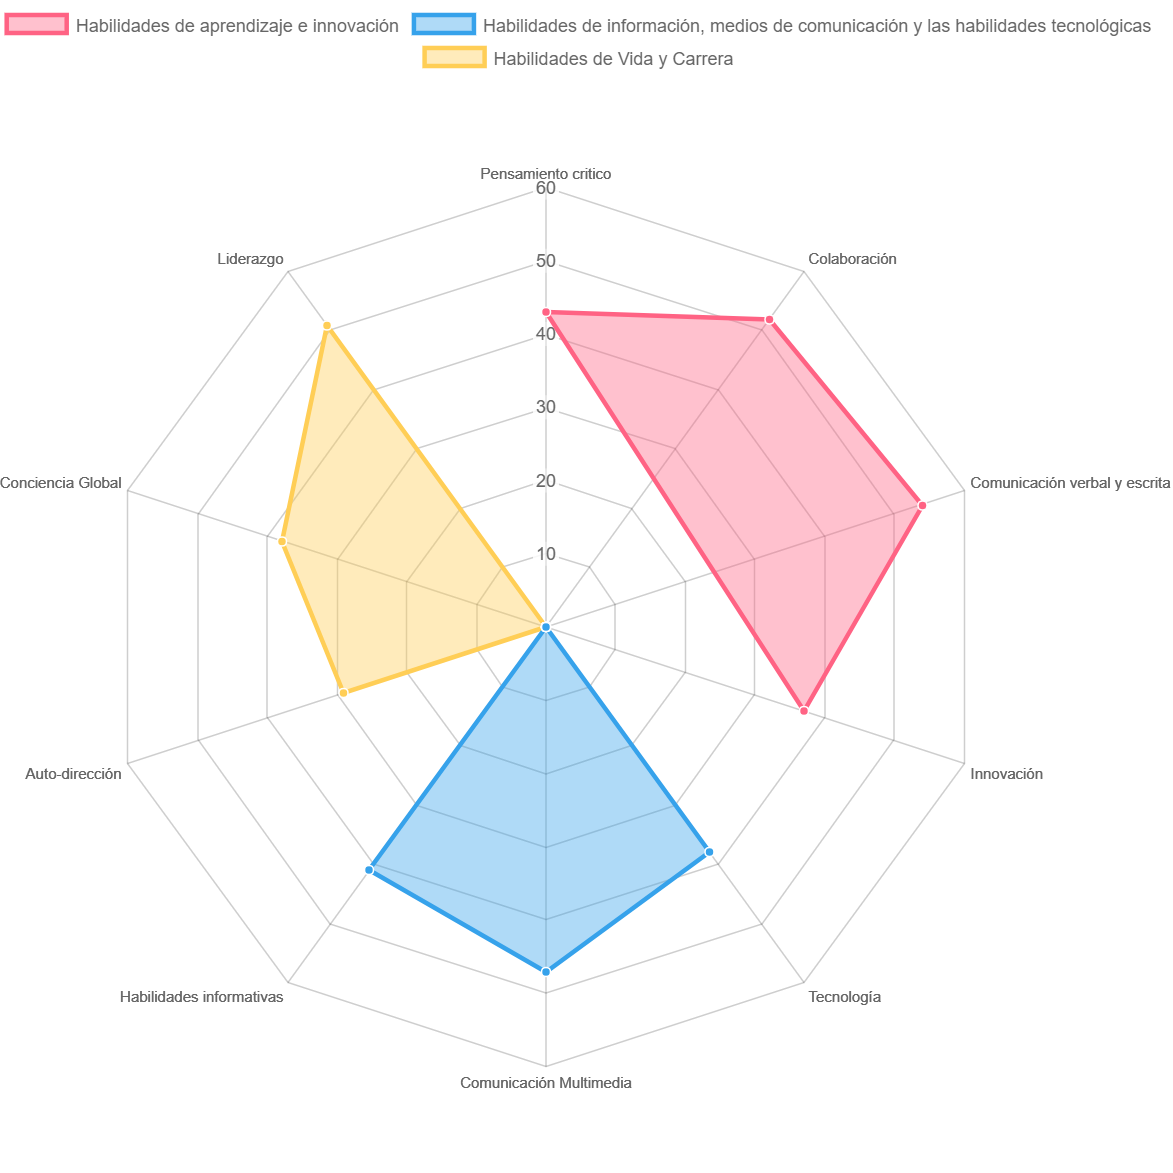 Habilidades de aprendizaje e innovación
Habilidades de información, medios de comunicación y las habilidades tecnológicas
Habilidades de Vida y Carrera
Pensamiento critico
60
Liderazgo
Colaboración
50
40
30
Conciencia Global
Comunicación verbal y escrita
20
10
Auto-dirección
Innovación
Habilidades informativas
Tecnología
Comunicación Multimedia